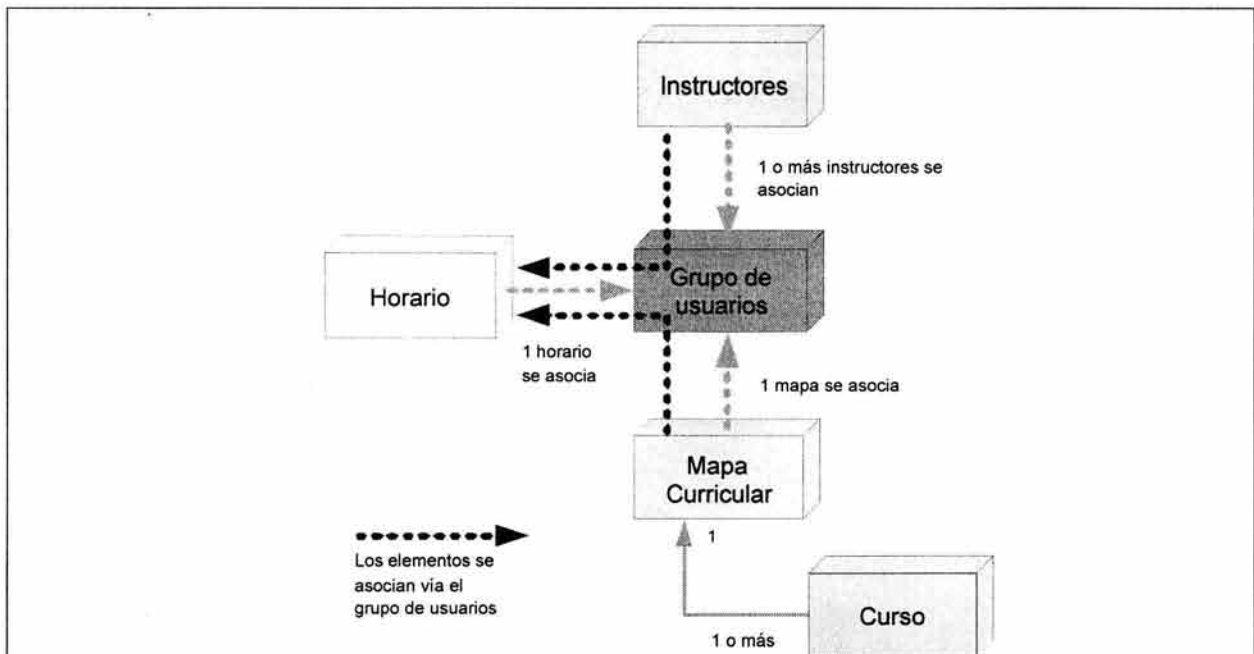 Instructores
1 o más instructores se
asocian
Grupo de
usuarios
Horario
1 horario
se asocia
1 mapa se asocia
Mapa
Curricular
1
Los elementos se
asocian vía el
grupo de usuarios
Curso
1 o más